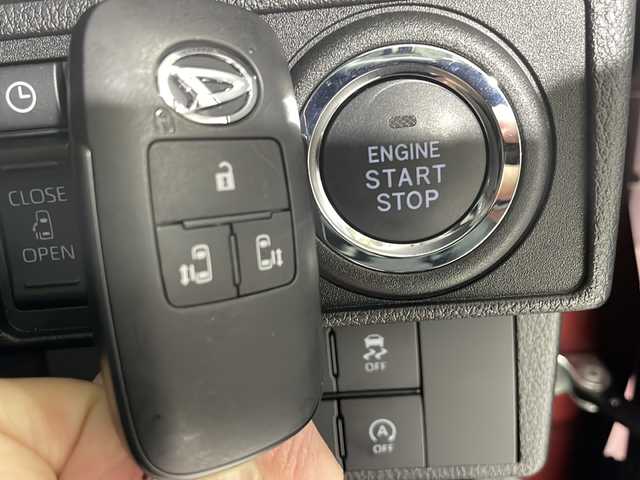 CLOSE
OPEN
ENGINE
START
STOP
OFF
A
OFF